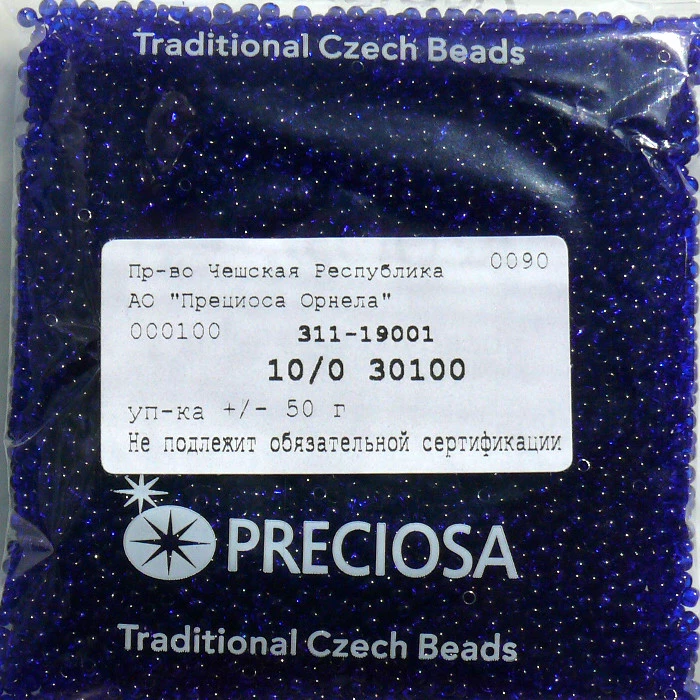 Traditional Czech Beads
Пр-во Чешская Республика 0090
АО "Прециоса Орнела"
000100 311-19001
10/0 30100
уп-ка +/- 50 г
Не подлежит обязательной сертификации
PRECIOSA
Traditional Czech Beads